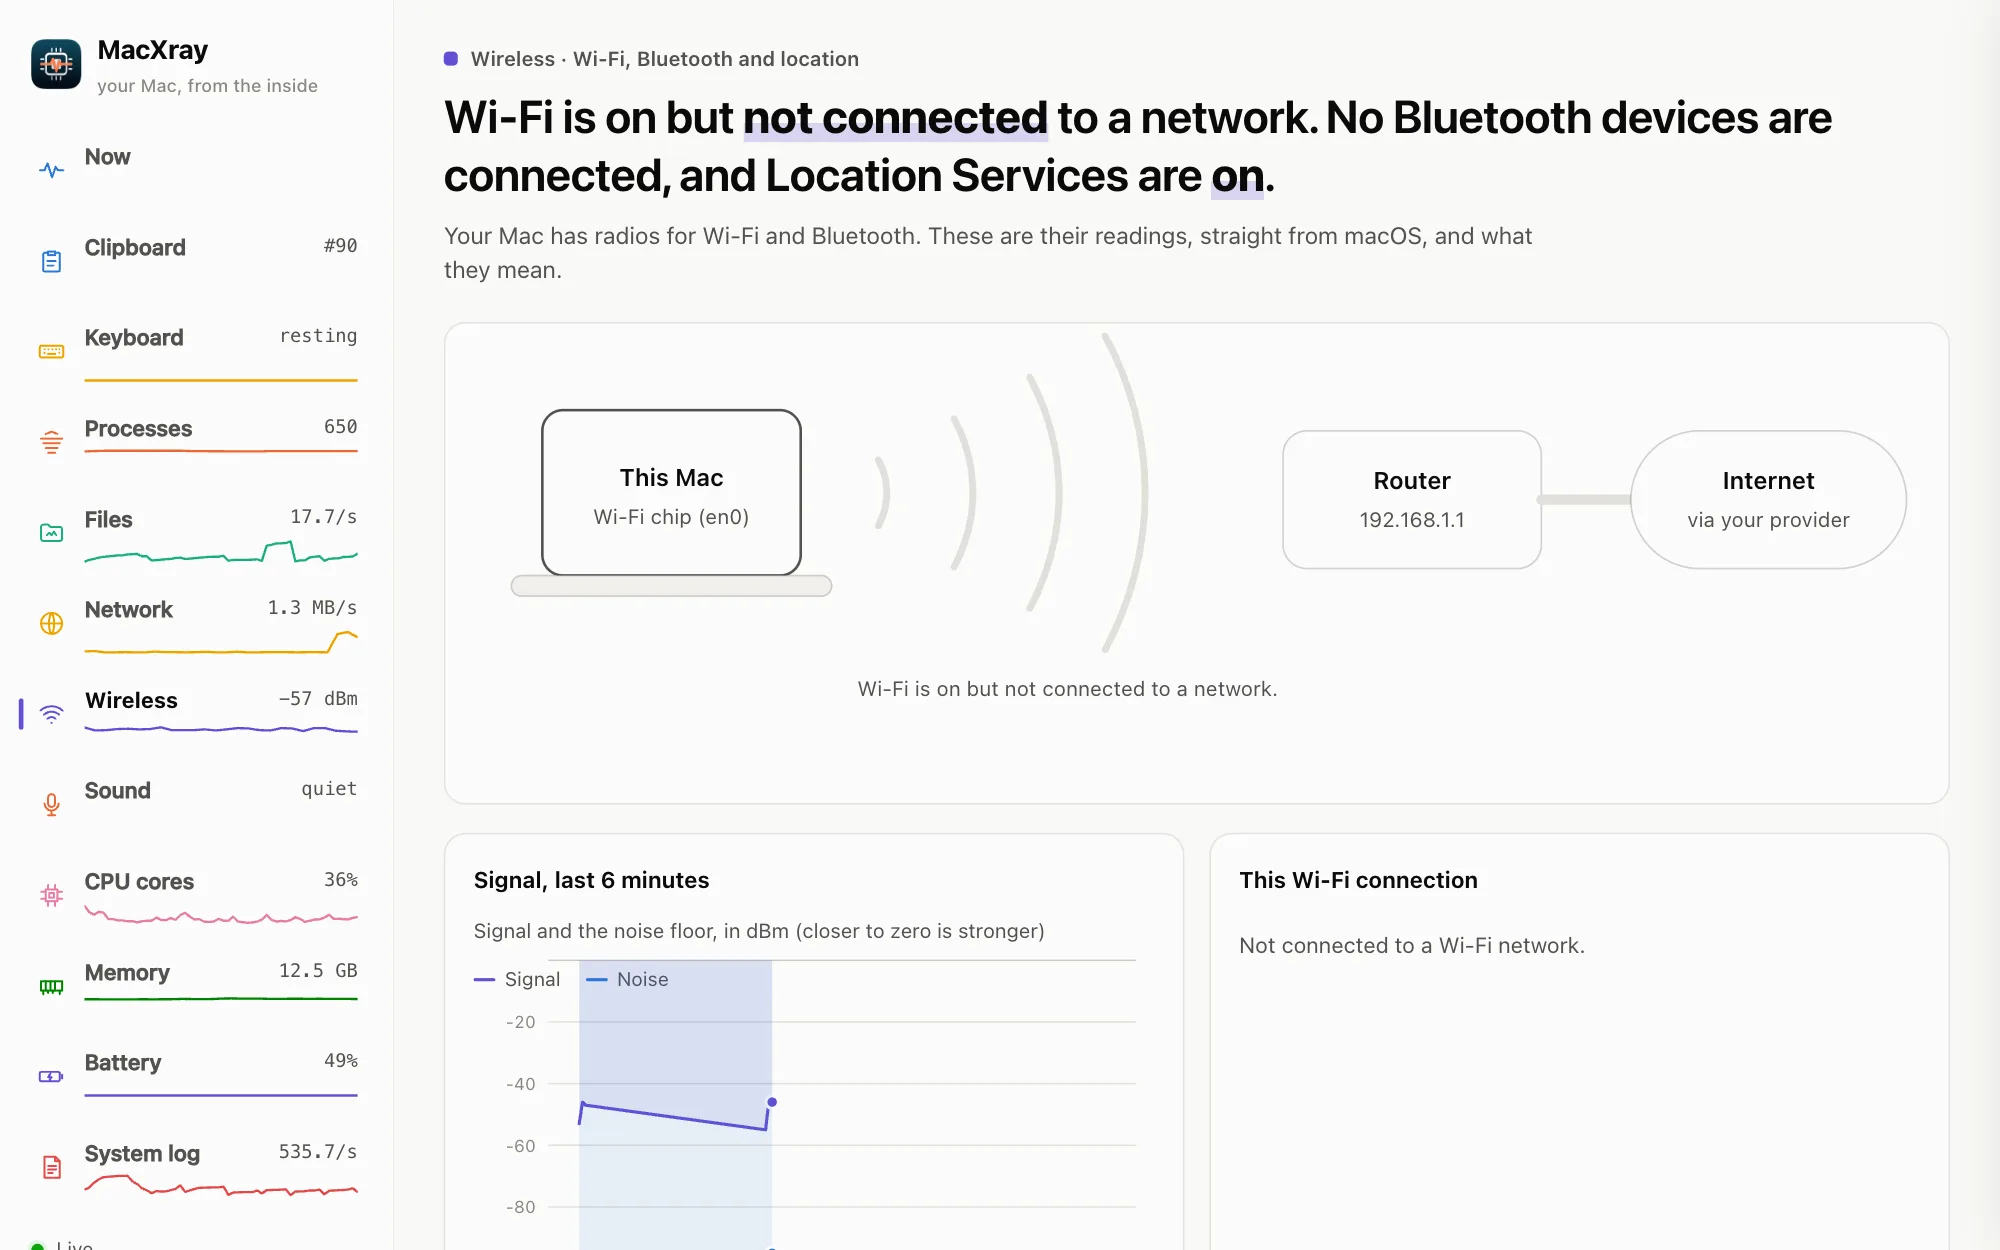 MacXray
your Mac, from the inside
Now
Clipboard #90
Keyboard resting
Processes 650
Files 17.7/s
Network 1.3 MB/s
Wireless −57 dBm
Sound quiet
CPU cores 36%
Memory 12.5 GB
Battery 49%
System log 535.7/s
Live
Wireless · Wi-Fi, Bluetooth and location
Wi-Fi is on but not connected to a network. No Bluetooth devices are
connected, and Location Services are on.
Your Mac has radios for Wi-Fi and Bluetooth. These are their readings, straight from macOS, and what
they mean.
This Mac
Wi-Fi chip (en0)
Router
192.168.1.1
Internet
via your provider
Wi-Fi is on but not connected to a network.
Signal, last 6 minutes
Signal and the noise floor, in dBm (closer to zero is stronger)
Signal Noise
-20
-40
-60
-80
This Wi-Fi connection
Not connected to a Wi-Fi network.